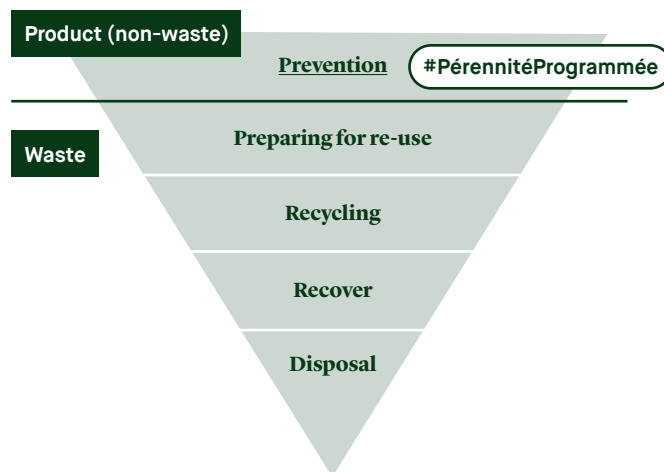 Product (non-waste)
Prevention
#PérennitéProgrammée
Waste
Preparing for re-use
Recycling
Recover
Disposal